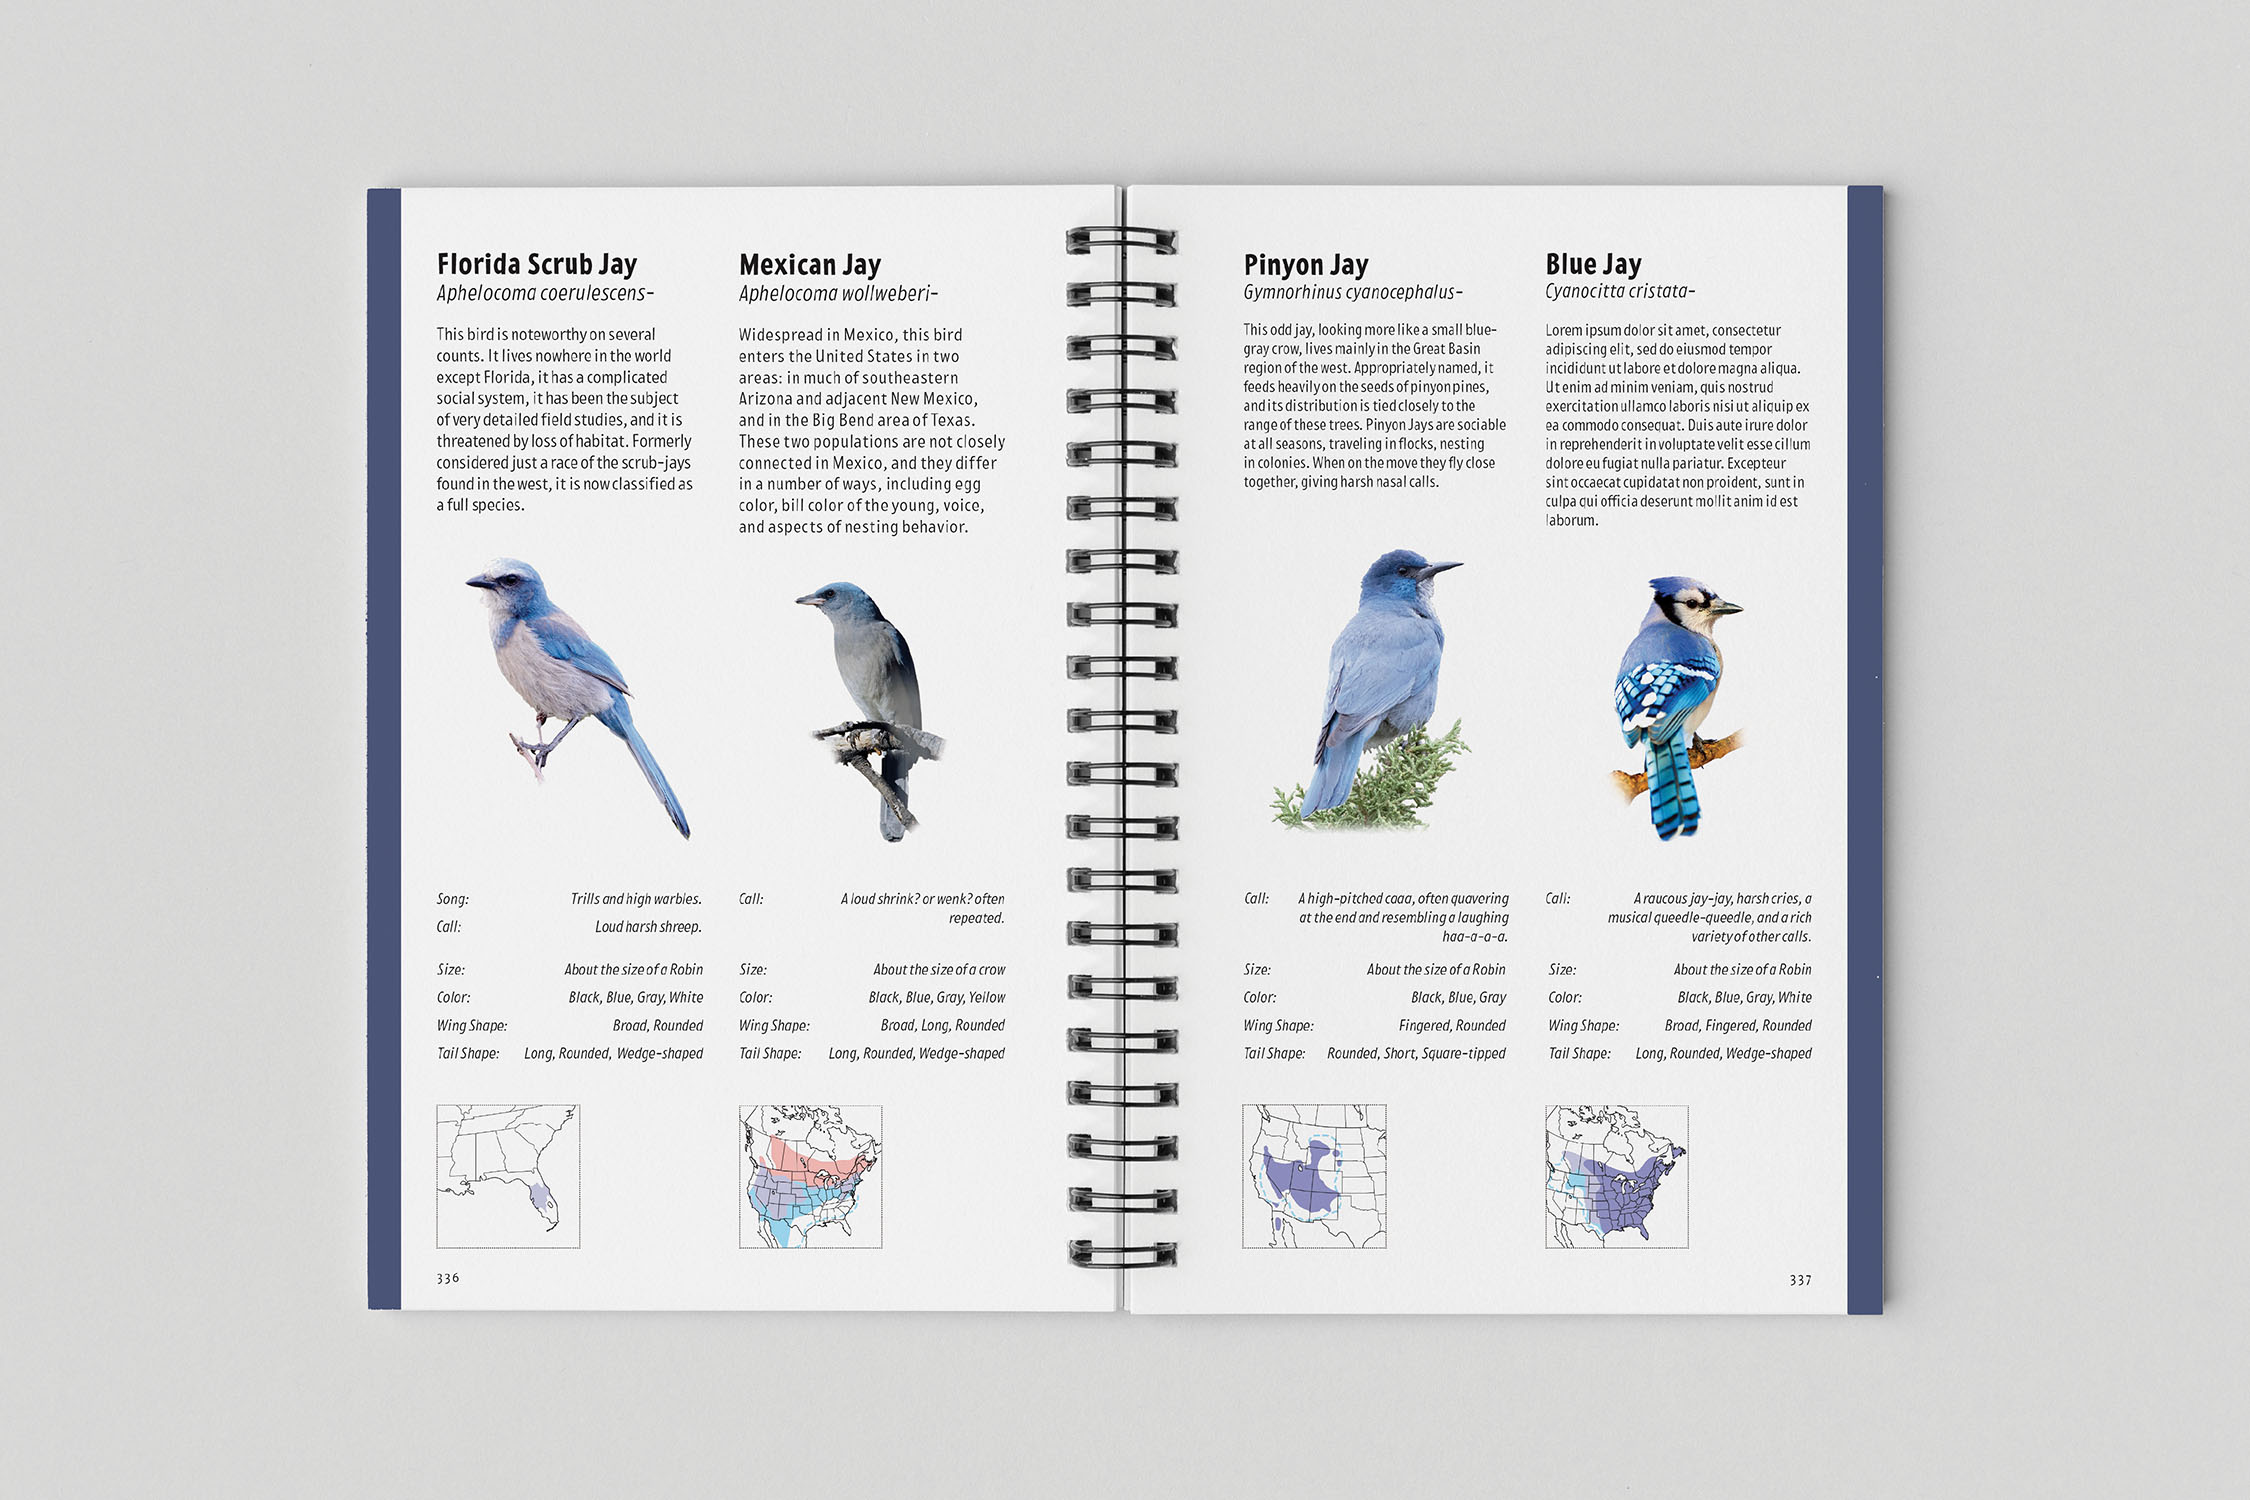 Florida Scrub Jay
Aphelocoma coerulescens-
This bird is noteworthy on several
counts. It lives nowhere in the world
except Florida, it has a complicated
social system, it has been the subject
of very detailed field studies, and it is
threatened by loss of habitat. Formerly
considered just a race of the scrub-jays
found in the west, it is now classified as
a full species.
Song: Trills and high warbles.
Call: Loud harsh shreep.
Size: About the size of a Robin
Color: Black, Blue, Gray, White
Wing Shape: Broad, Rounded
Tail Shape: Long, Rounded, Wedge-shaped
336
Mexican Jay
Aphelocoma wollweberi-
Widespread in Mexico, this bird
enters the United States in two
areas: in much of southeastern
Arizona and adjacent New Mexico,
and in the Big Bend area of Texas.
These two populations are not closely
connected in Mexico, and they differ
in a number of ways, including egg
color, bill color of the young, voice,
and aspects of nesting behavior.
Call: A loud shrink? or wenk? often
repeated.
Size: About the size of a crow
Color: Black, Blue, Gray, Yellow
Wing Shape: Broad, Long, Rounded
Tail Shape: Long, Rounded, Wedge-shaped
Pinyon Jay
Gymnorhinus cyanocephalus-
This odd jay, looking more like a small blue-
gray crow, lives mainly in the Great Basin
region of the west. Appropriately named, it
feeds heavily on the seeds of pinyon pines,
and its distribution is tied closely to the
range of these trees. Pinyon Jays are sociable
at all seasons, traveling in flocks, nesting
in colonies. When on the move they fly close
together, giving harsh nasal calls.
Call: A high-pitched caaa, often quavering
at the end and resembling a laughing
haa-a-a-a.
Size: About the size of a Robin
Color: Black, Blue, Gray
Wing Shape: Fingered, Rounded
Tail Shape: Rounded, Short, Square-tipped
Blue Jay
Cyanocitta cristata-
Lorem ipsum dolor sit amet, consectetur
adipiscing elit, sed do eiusmod tempor
incididunt ut labore et dolore magna aliqua.
Ut enim ad minim veniam, quis nostrud
exercitation ullamco laboris nisi ut aliquip ex
ea commodo consequat. Duis aute irure dolor
in reprehenderit in voluptate velit esse cillum
dolore eu fugiat nulla pariatur. Excepteur
sint occaecat cupidatat non proident, sunt in
culpa qui officia deserunt mollit anim id est
laborum.
Call: A raucous jay-jay, harsh cries, a
musical queedle-queedle, and a rich
variety of other calls.
Size: About the size of a Robin
Color: Black, Blue, Gray, White
Wing Shape: Broad, Fingered, Rounded
Tail Shape: Long, Rounded, Wedge-shaped
337